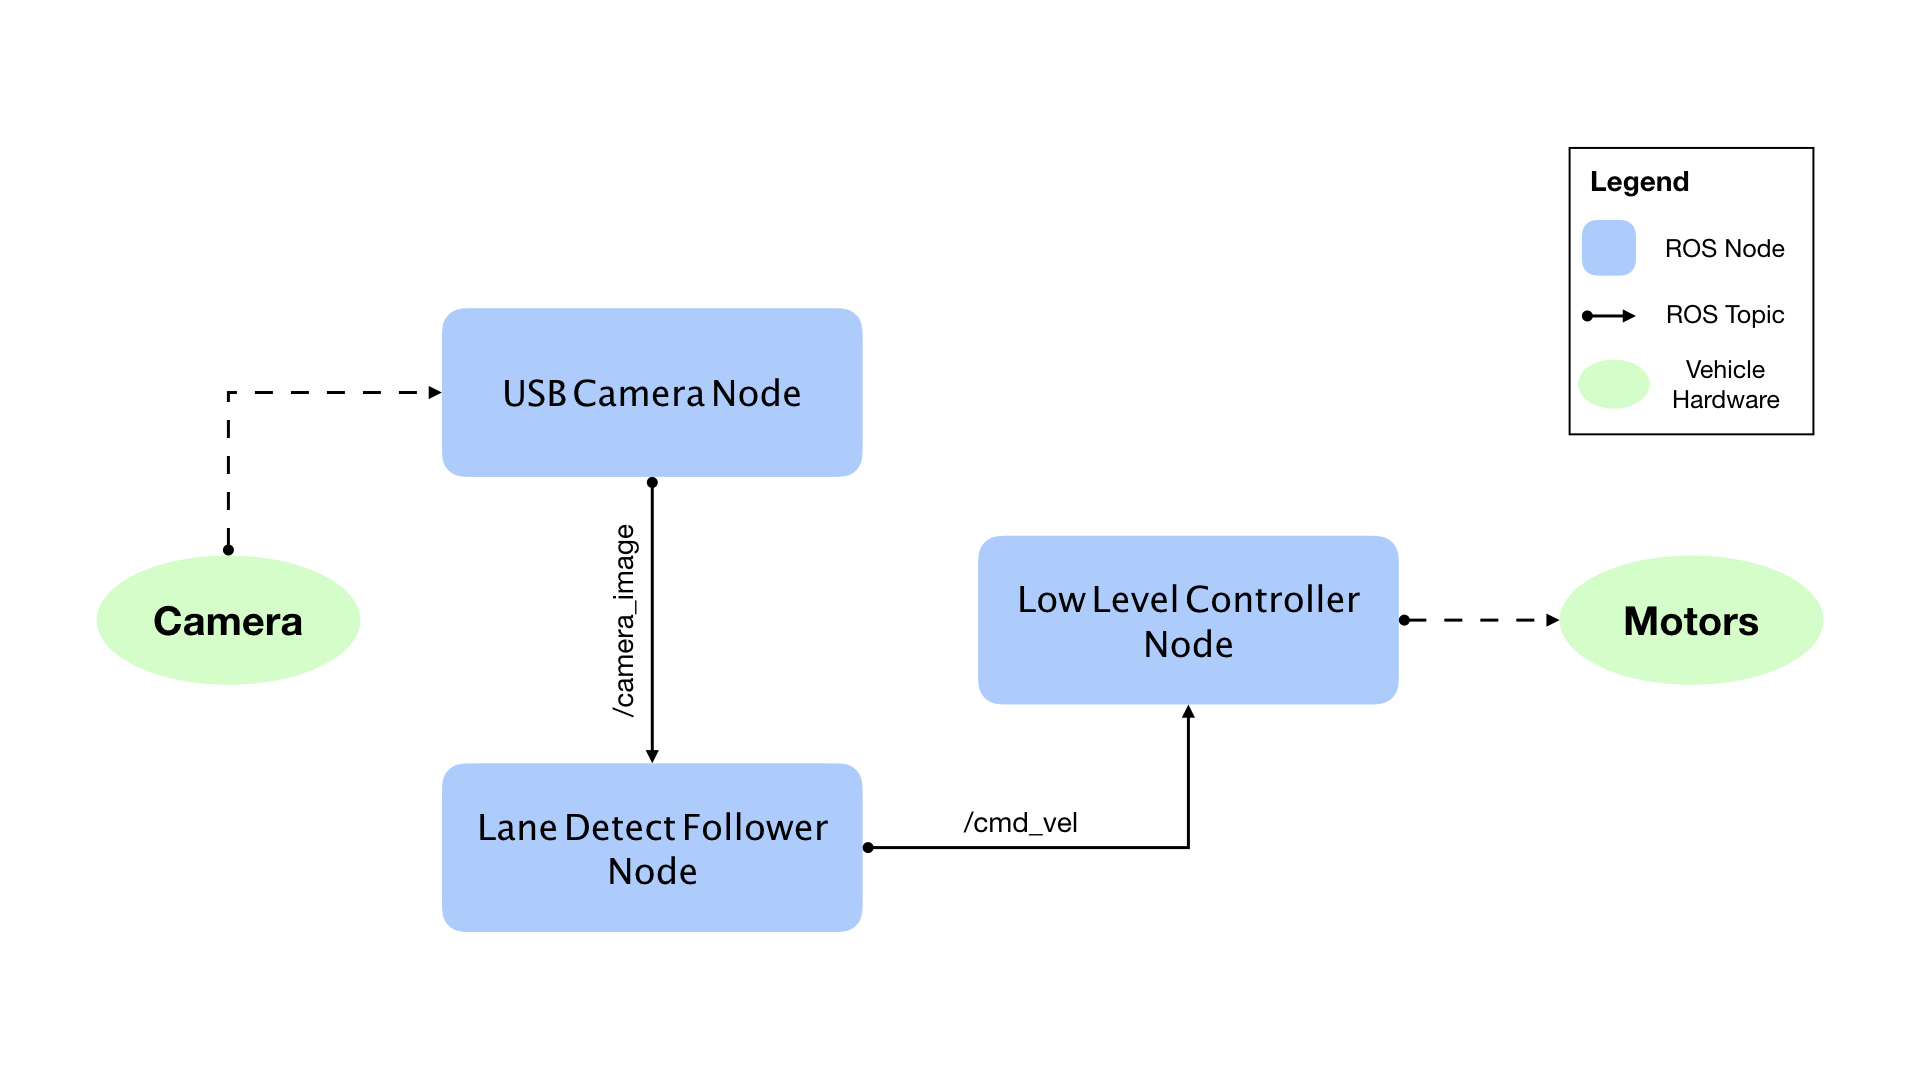 Legend
ROS Node
ROS Topic
Vehicle
Hardware
USB Camera Node
/camera_image
Camera
Low Level Controller
Node
Motors
Lane Detect Follower
Node
/cmd_vel